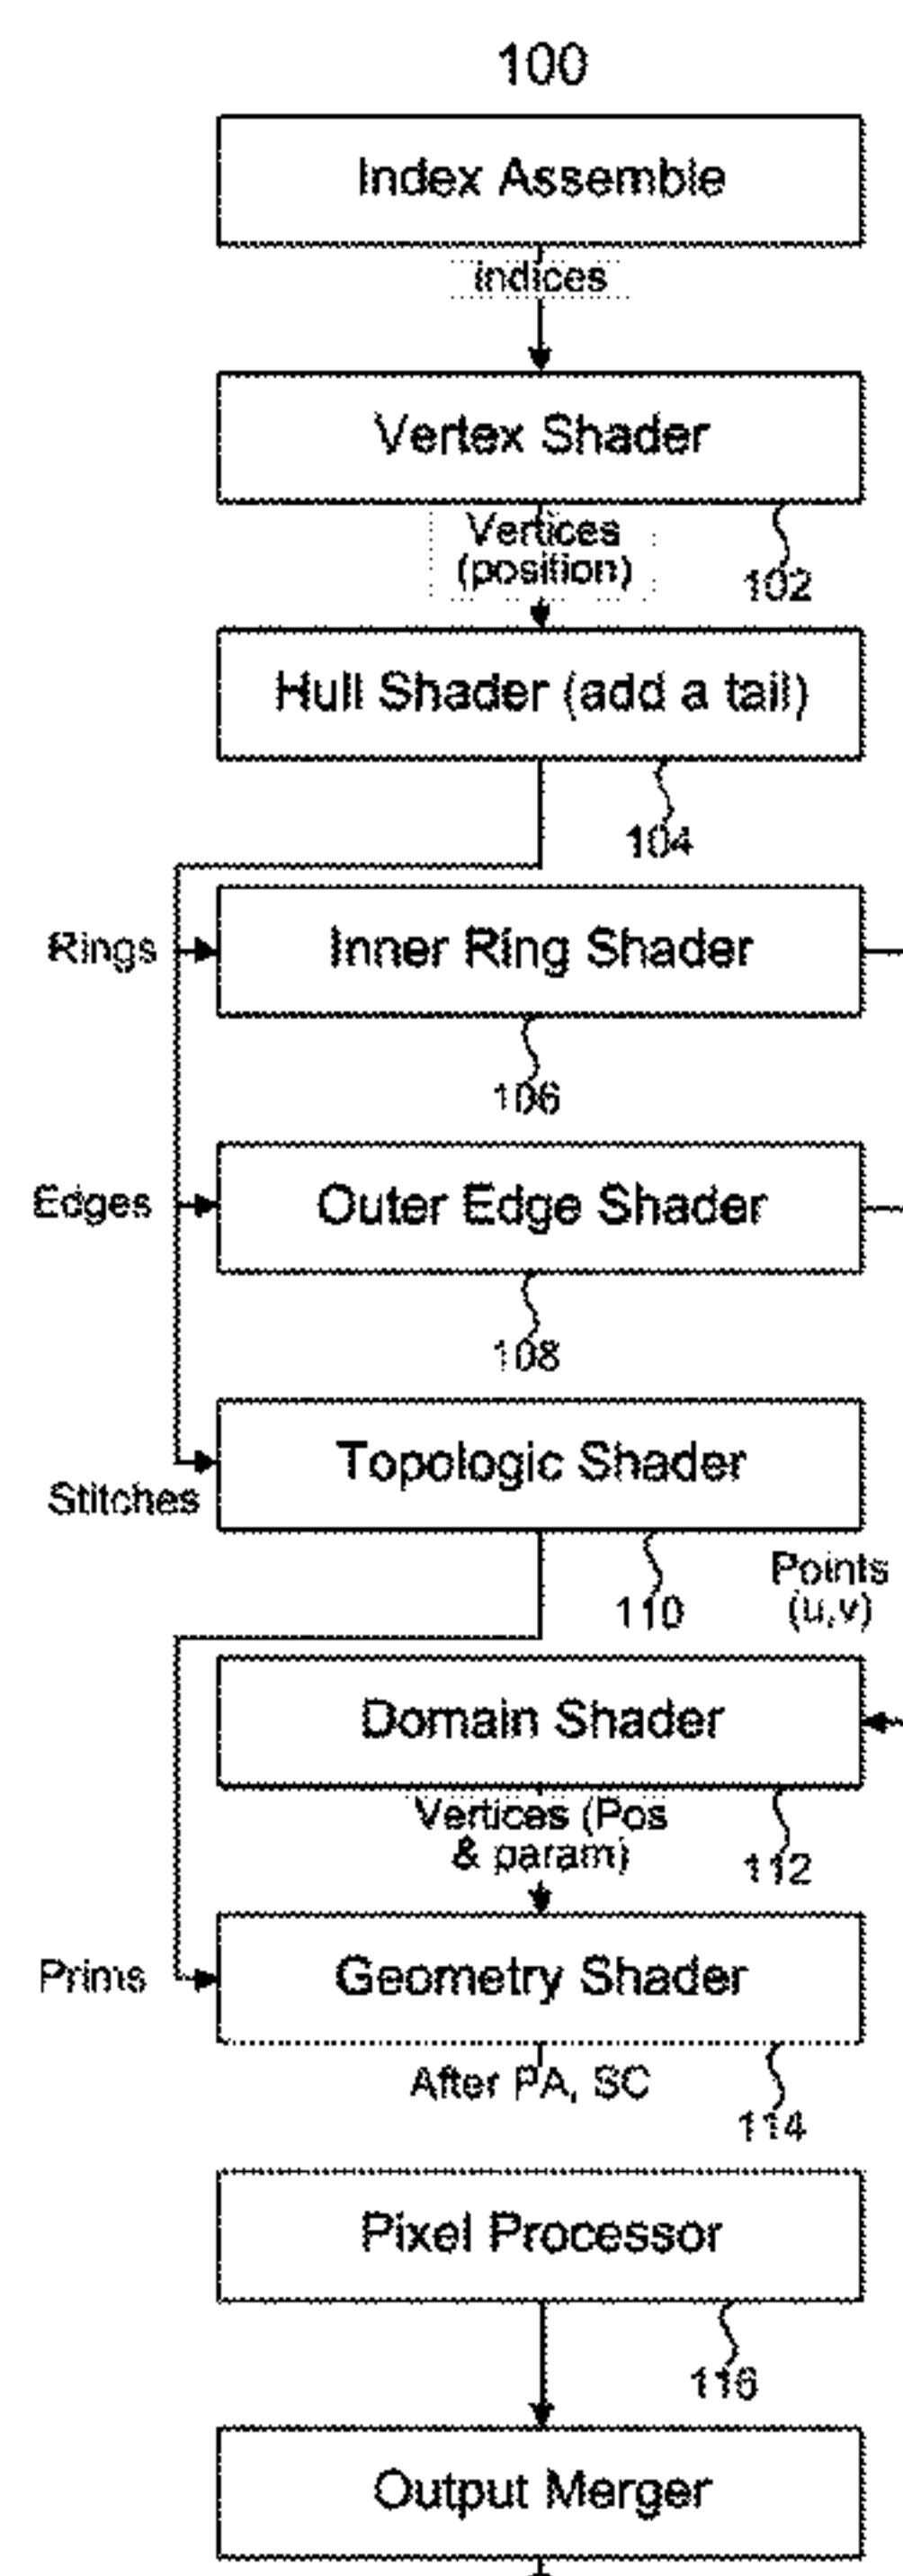 100
Index Assemble
indices
Vertex Shader
Vertices
(position)
102
Hull Shader (add a tail)
104
Rings
Inner Ring Shader
106
Edges
Outer Edge Shader
108
Topologic Shader
Stitches
Points
(u,v)
110
Domain Shader
Vertices (Pos
& param)
112
Prims
Geometry Shader
After PA, SC
114
Pixel Processor
116
Output Merger